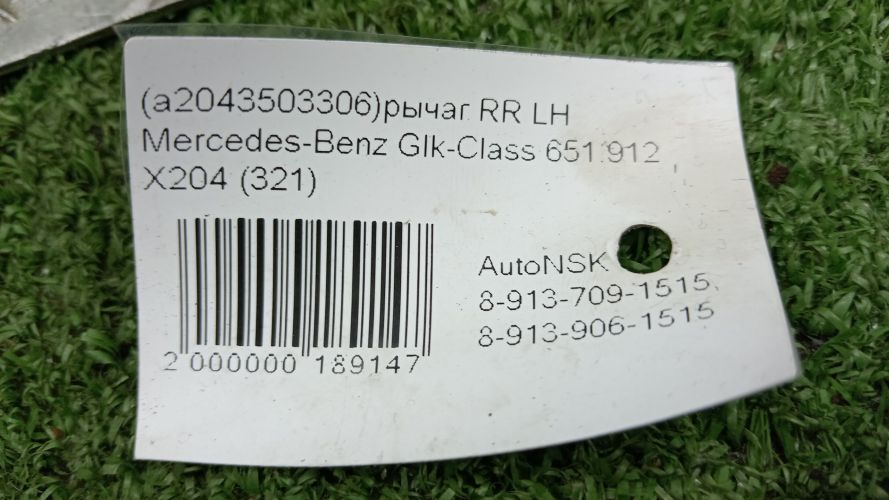 (a2043503306)рычаг RR LH
Mercedes-Benz Glk-Class 651.912 ,
X204 (321)
AutoNSK
8-913-709-1515,
8-913-906-1515
2 000000 189147